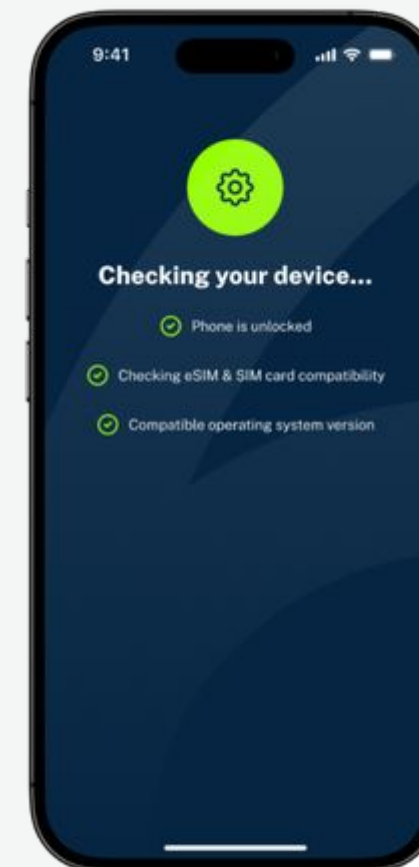 9:41
Checking your device...
Phone is unlocked
Checking eSIM & SIM card compatibility
Compatible operating system version